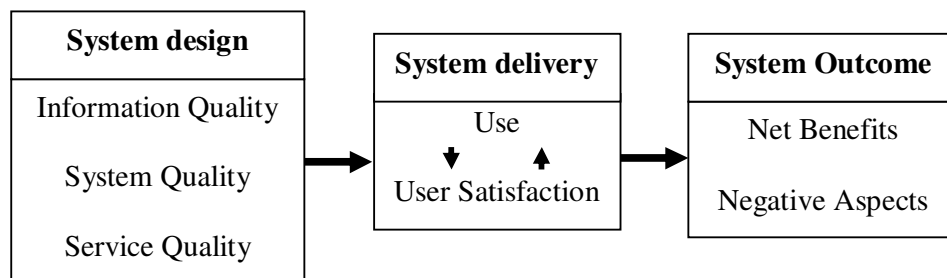 System design
Information Quality
System Quality
Service Quality
System delivery
Use
User Satisfaction
System Outcome
Net Benefits
Negative Aspects